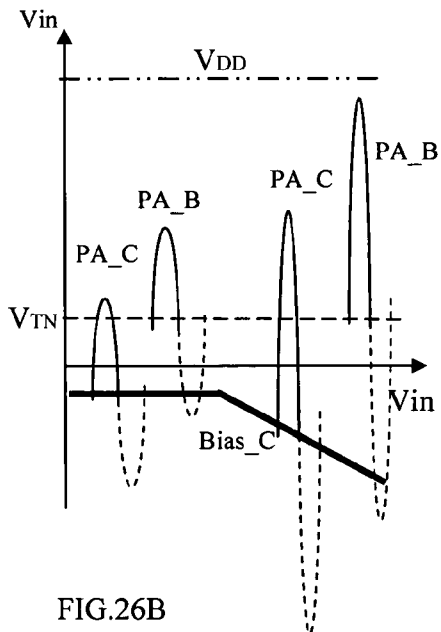 Vin
VDD
PA_B
PA_C
PA_B
PA_C
VTN
Vin
Bias_C
FIG.26B